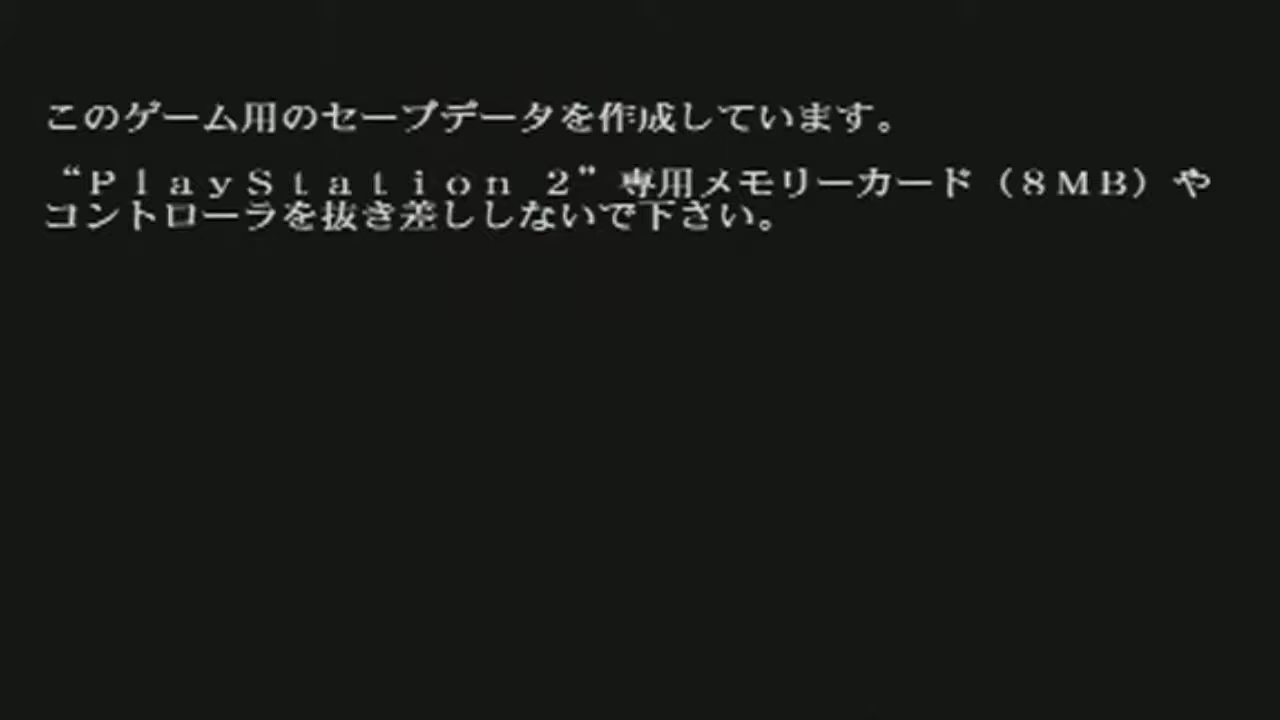 このゲーム用のセーブデータを作成しています。
“ＰｌａｙＳｔａｔｉｏｎ　２”専用メモリーカード（８ＭＢ）や
コントローラを抜き差ししないで下さい。